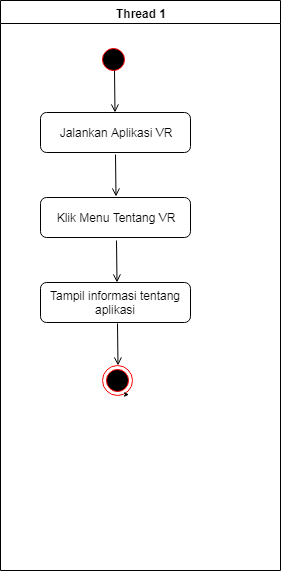 Thread 1
Jalankan Aplikasi VR
Klik Menu Tentang VR
Tampil informasi tentang
aplikasi